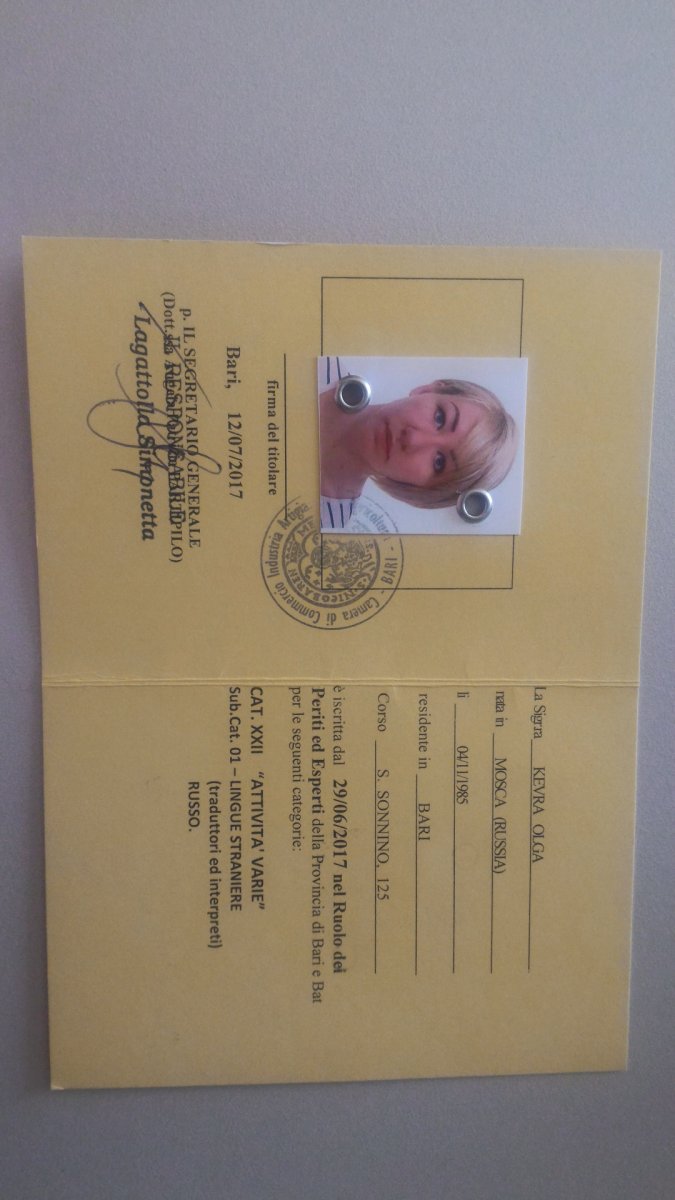 firma del titolare
Bari, 12/07/2017
p. IL SEGRETARIO GENERALE
IL RESPONSABILE
Lagattolla Simonetta
Camera di Commercio Industria
BARI
La Sigr.ra KEVRA OLGA
nata in MOSCA (RUSSIA)
li 04/11/1985
residente in BARI
Corso S. SONNINO, 125
è iscritta dal 29/06/2017 nel Ruolo dei
Periti ed Esperti della Provincia di Bari e Bat
per le seguenti categorie:
CAT. XXII “ATTIVITA' VARIE”
Sub.Cat. 01 – LINGUE STRANIERE
(traduttori ed interpreti)
RUSSO.